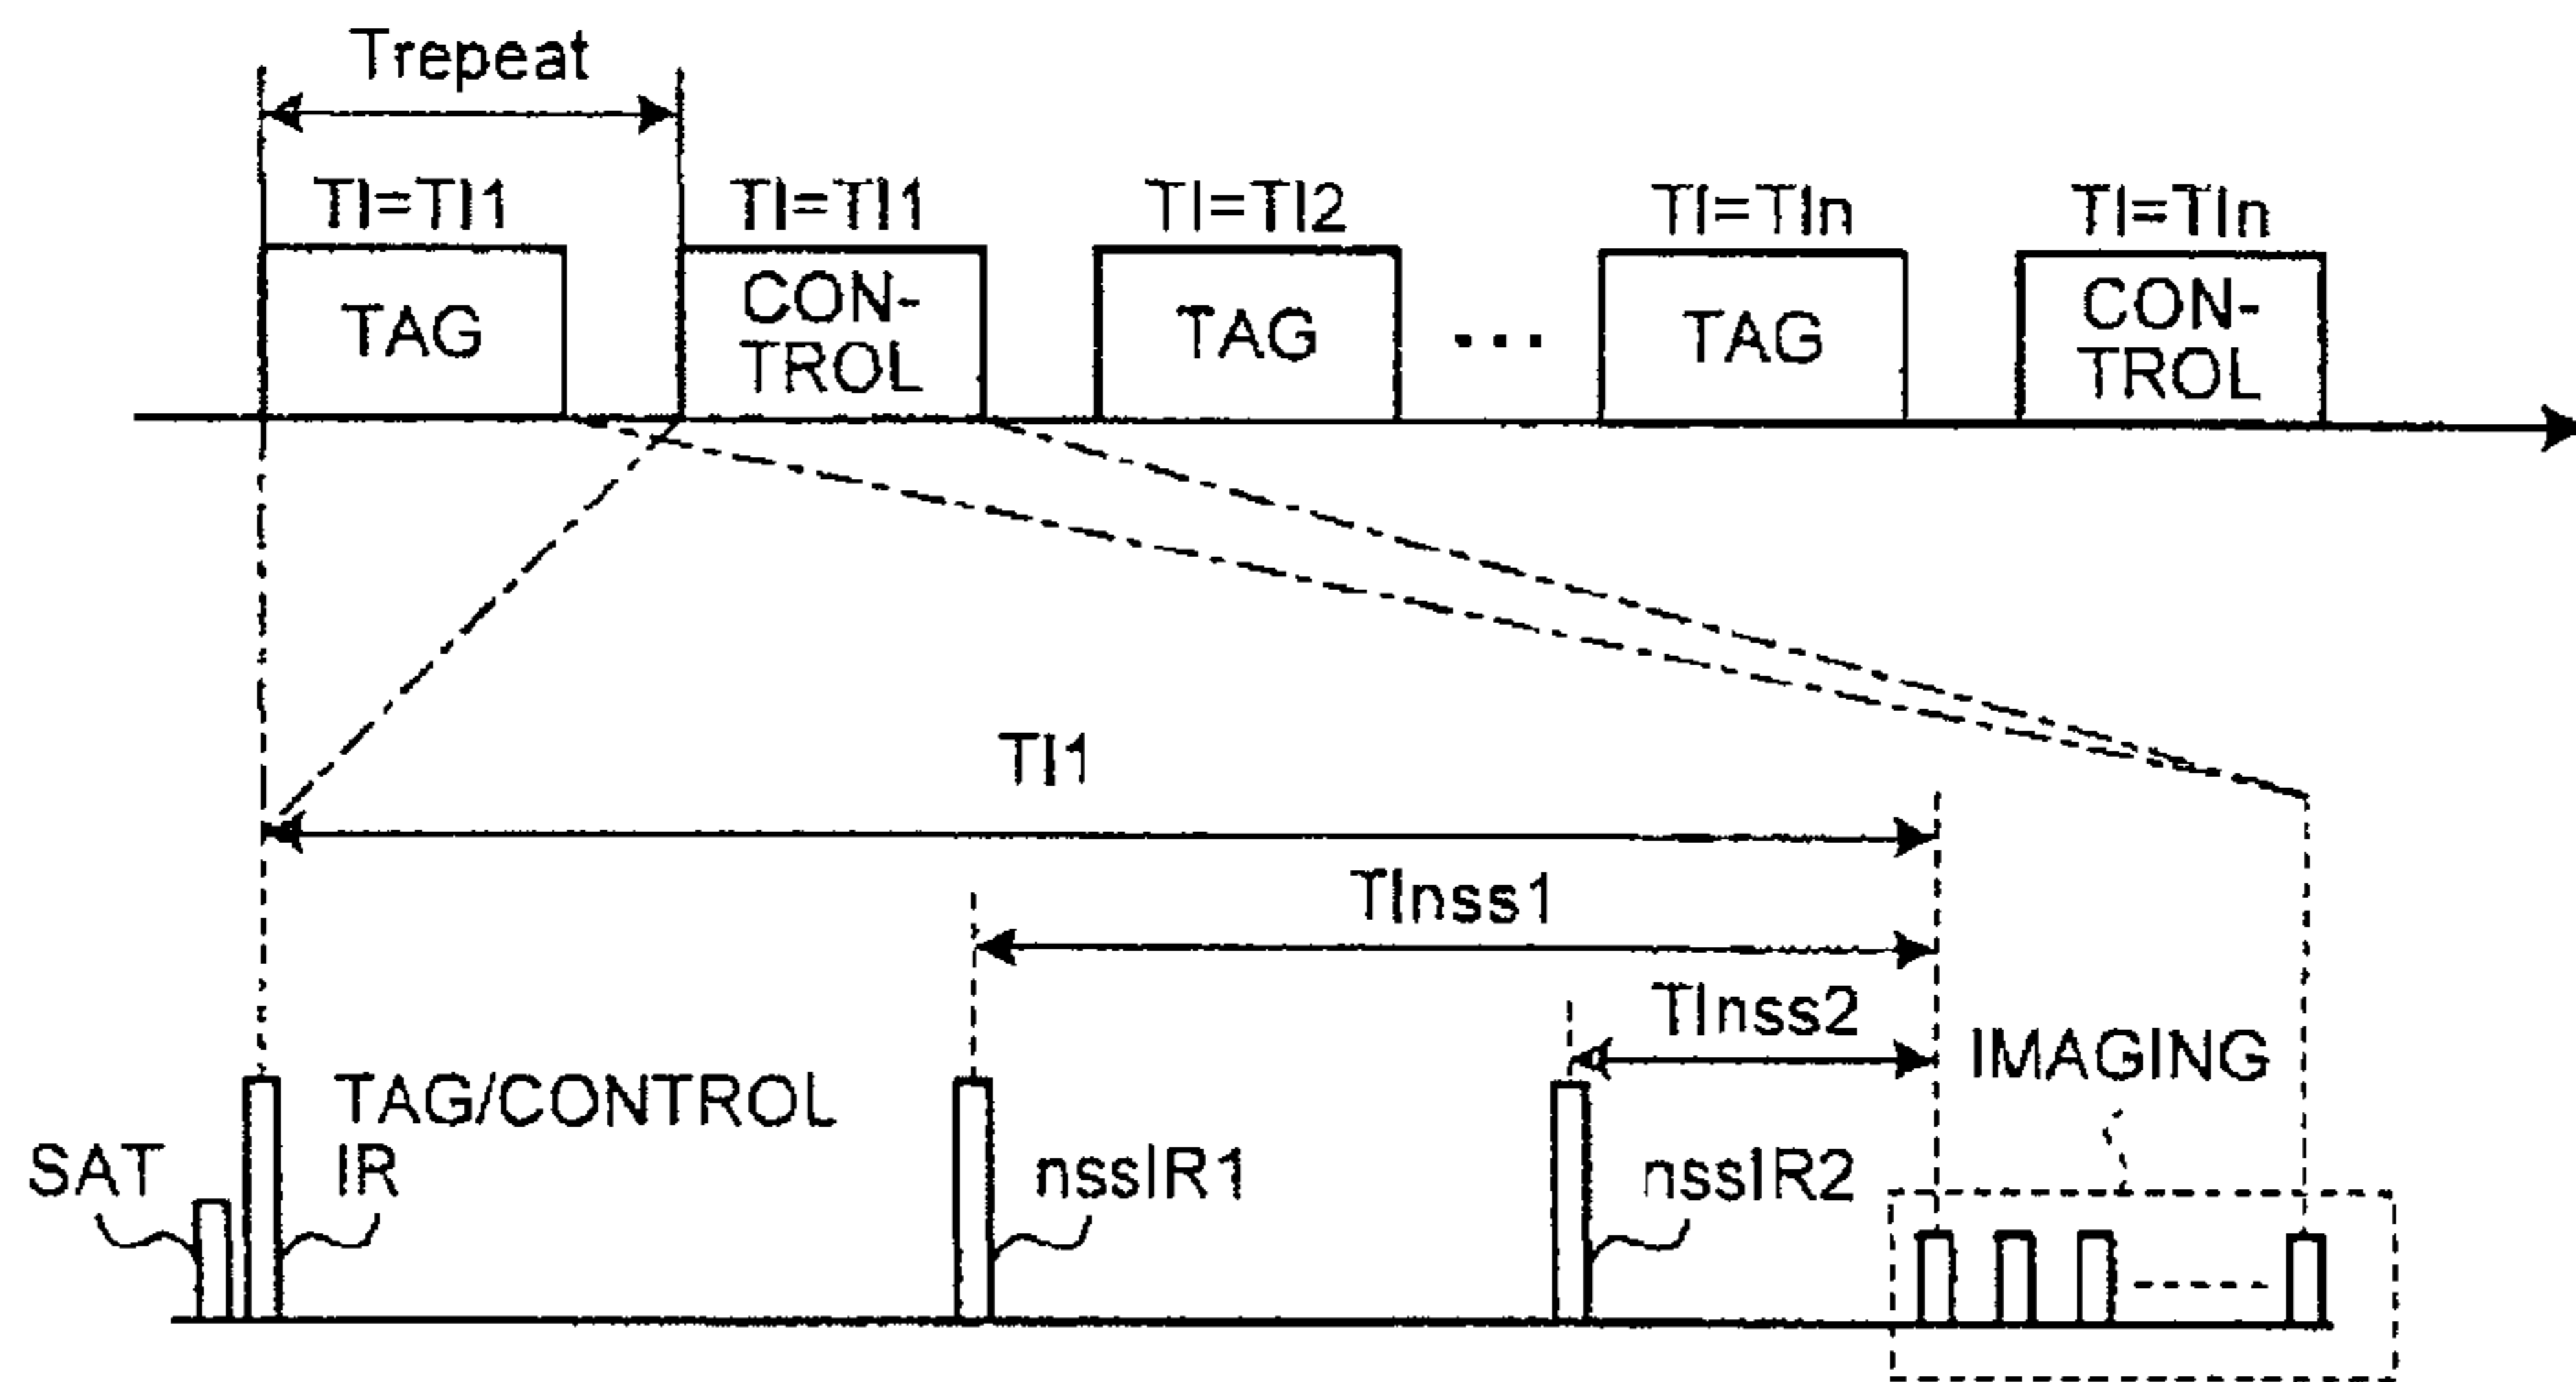 Trepeat
TI=TI1 TI=TI1 TI=TI2 TI=TIn TI=TIn
TAG CON-TROL TAG ... TAG CON-TROL
TI1
TInss1
TInss2
IMAGING
SAT
TAG/CONTROL
IR
nssIR1
nssIR2